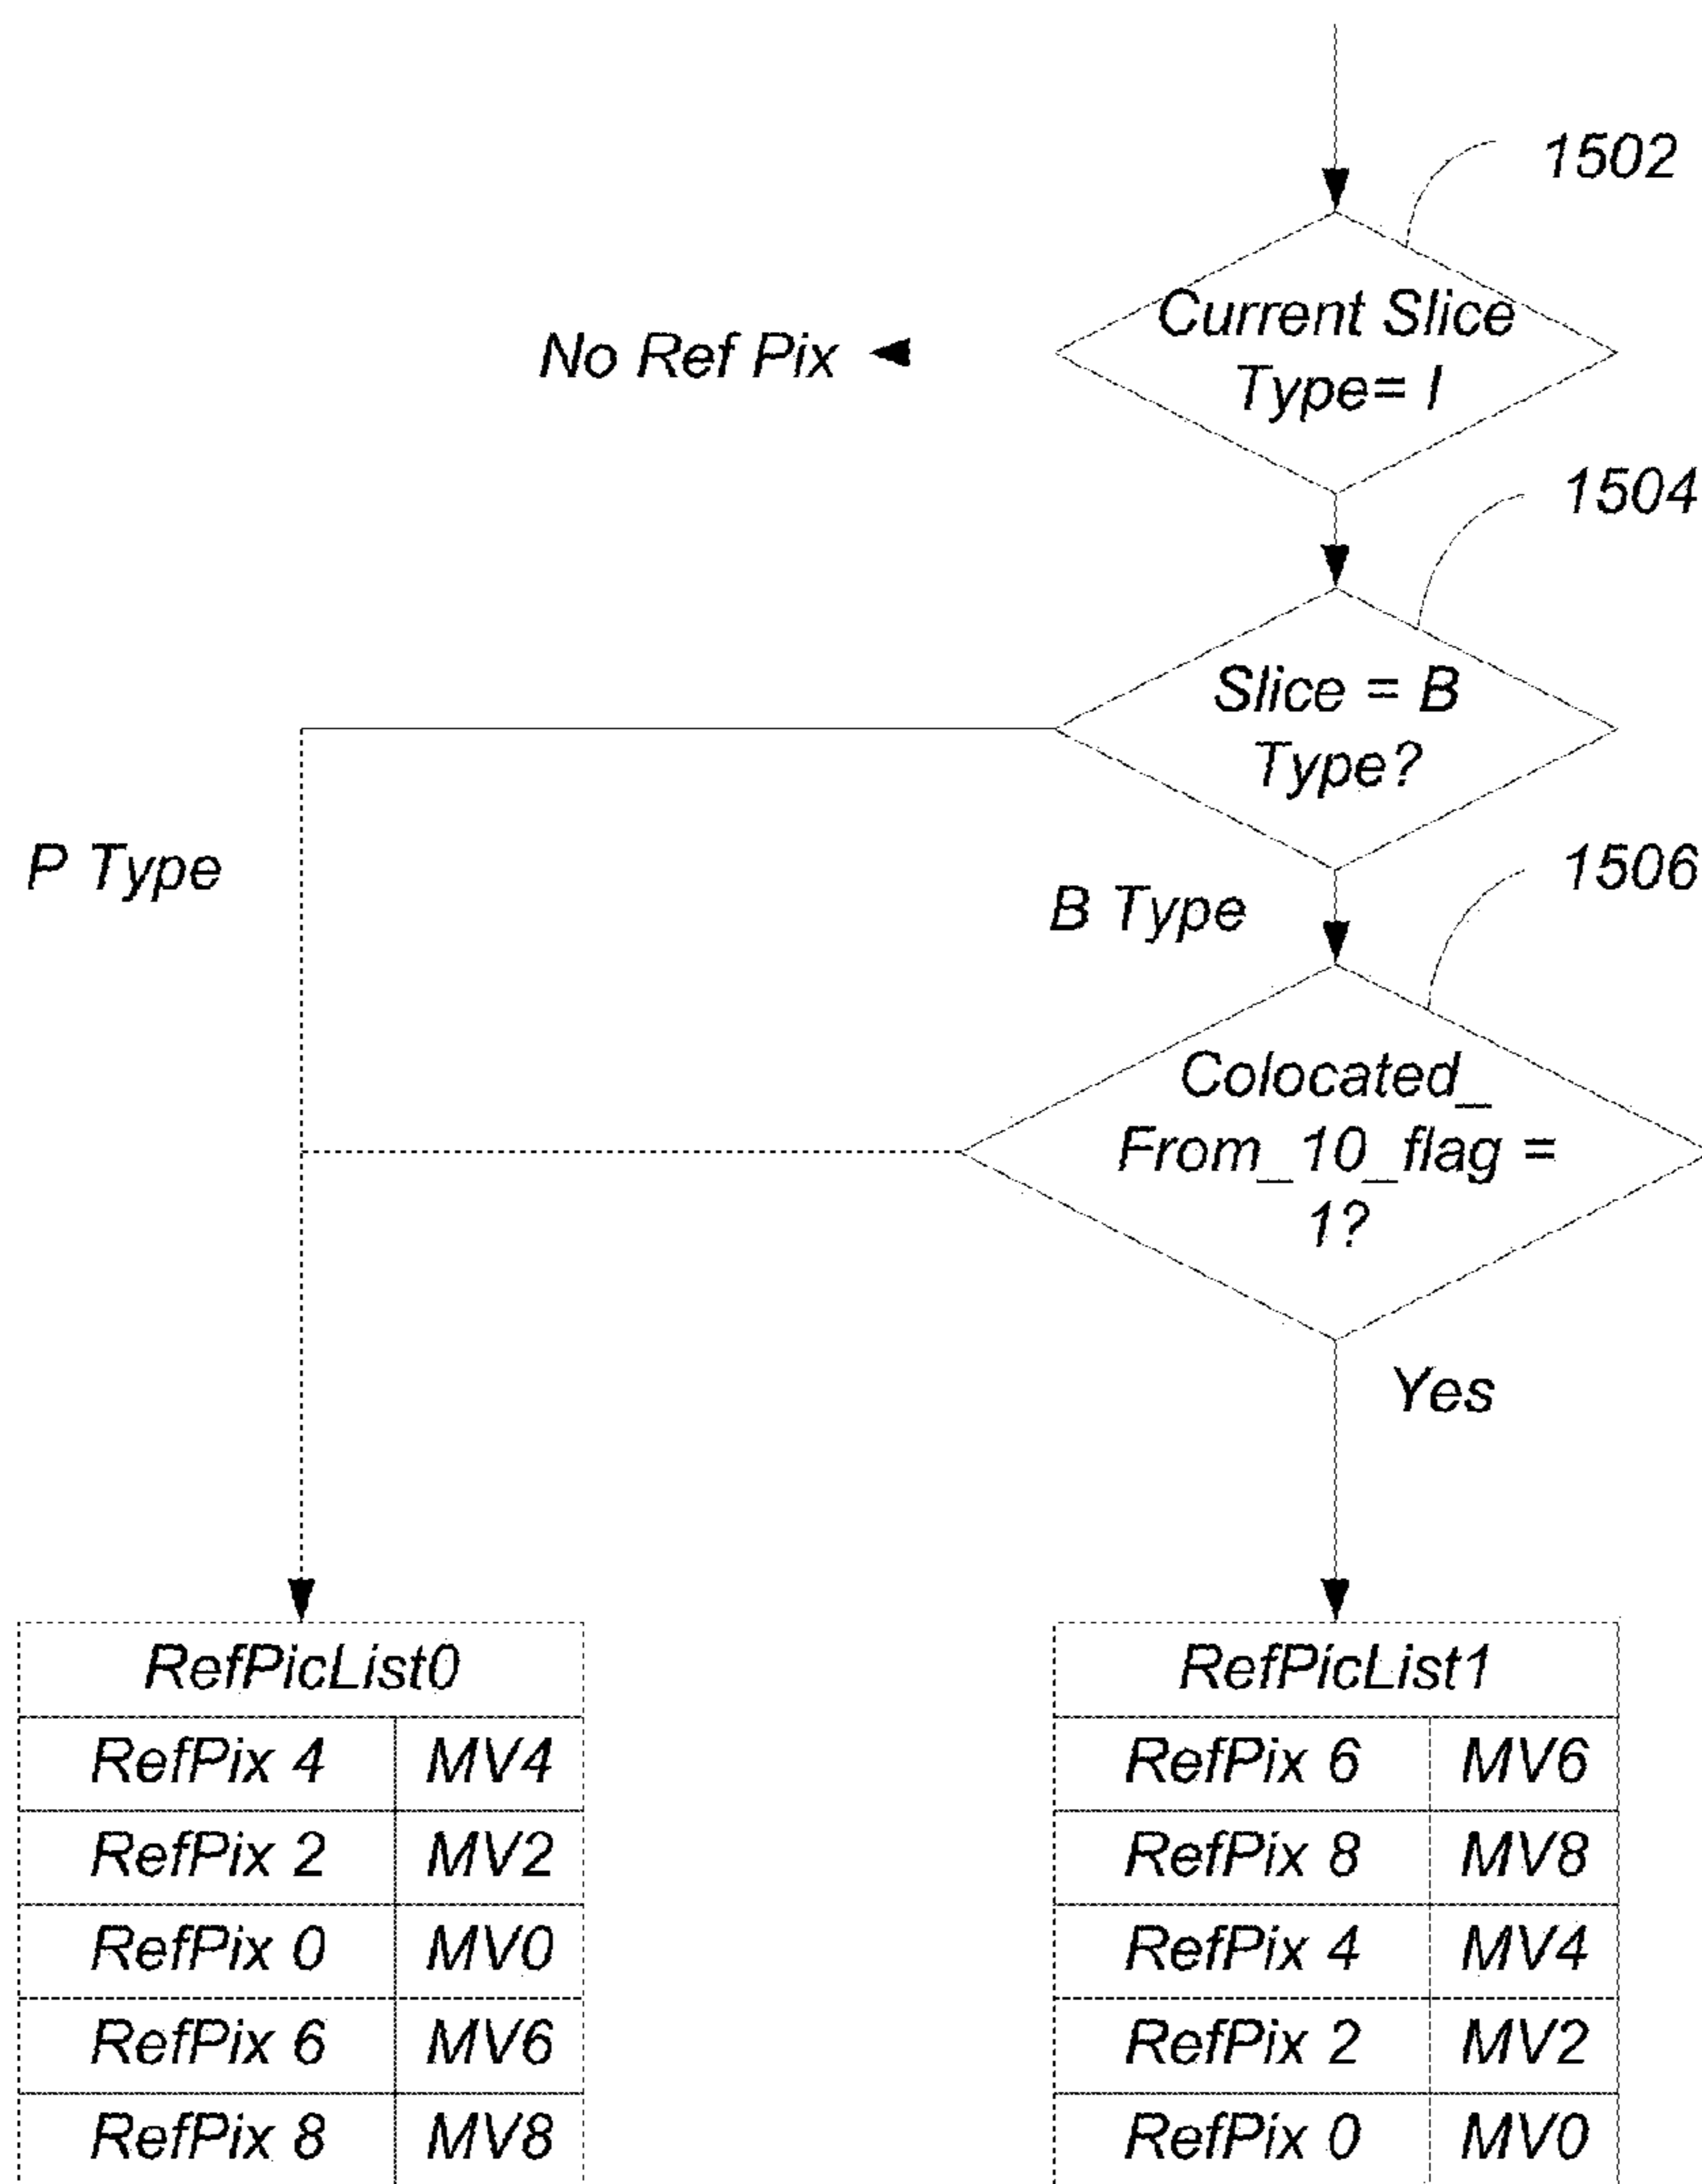 1502
Current Slice
Type= I
No Ref Pix
1504
Slice = B
Type?
P Type
B Type
1506
Colocated_
From_10_flag =
1?
Yes
RefPicList0
RefPix 4 MV4
RefPix 2 MV2
RefPix 0 MV0
RefPix 6 MV6
RefPix 8 MV8
RefPicList1
RefPix 6 MV6
RefPix 8 MV8
RefPix 4 MV4
RefPix 2 MV2
RefPix 0 MV0